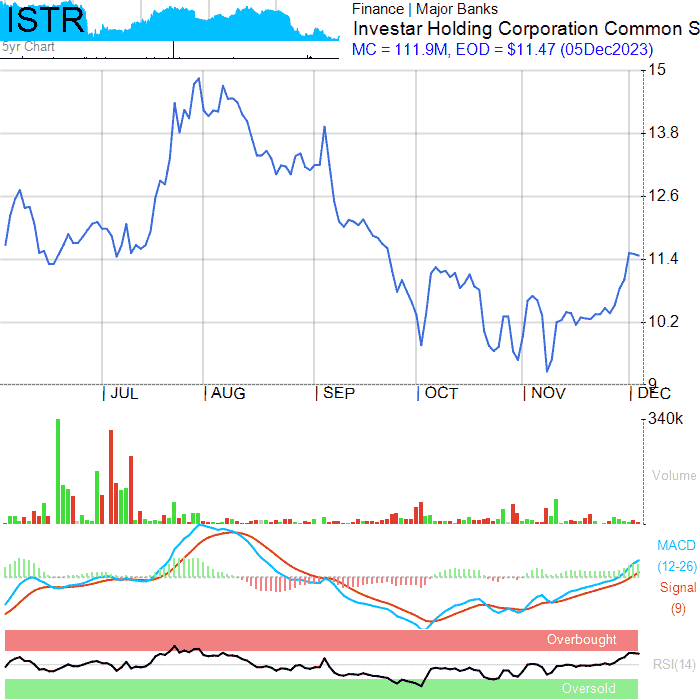 ISTR
5yr Chart
Finance | Major Banks
Investar Holding Corporation Common S
MC = 111.9M, EOD = $11.47 (05Dec2023)
15
13.8
12.6
11.4
10.2
9
| JUL | AUG | SEP | OCT | NOV | DEC
340k
Volume
MACD
(12-26)
Signal
(9)
Overbought
RSI(14)
Oversold